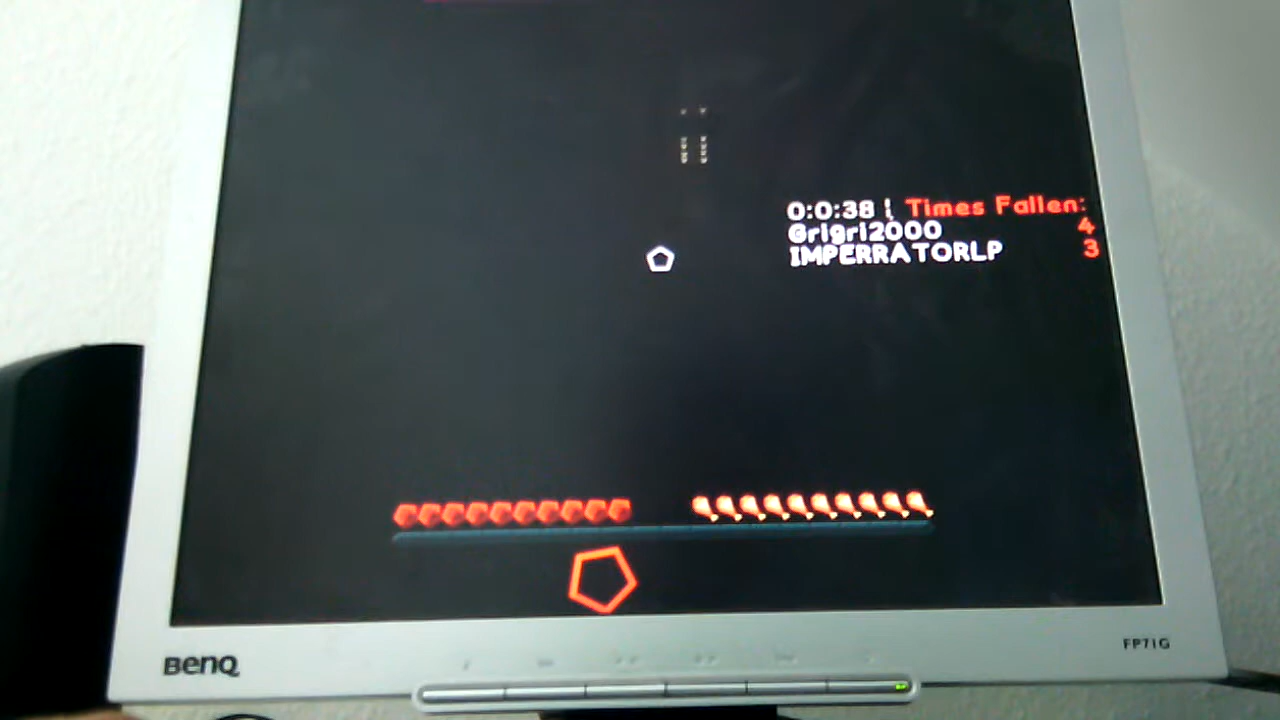 0:0:38 | Times Fallen:
Grigri2000 4
IMPERRATORLP 3
BenQ
FP71G